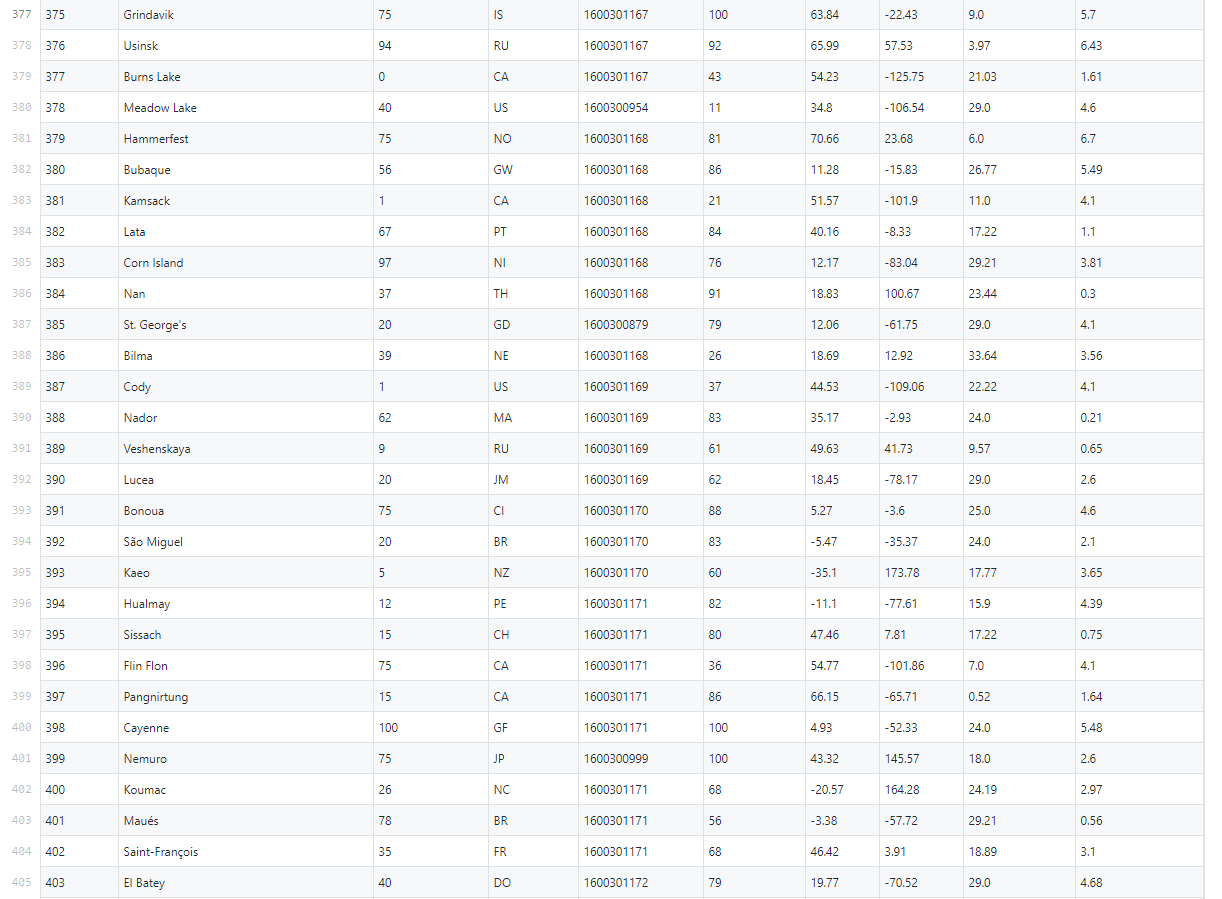 377 375 Grindavik 75 IS 1600301167 100 63.84 -22.43 9.0 5.7
378 376 Usinsk 94 RU 1600301167 92 65.99 57.53 3.97 6.43
379 377 Burns Lake 0 CA 1600301167 43 54.23 -125.75 21.03 1.61
380 378 Meadow Lake 40 US 1600300954 11 34.8 -106.54 29.0 4.6
381 379 Hammerfest 75 NO 1600301168 81 70.66 23.68 6.0 6.7
382 380 Bubaque 56 GW 1600301168 86 11.28 -15.83 26.77 5.49
383 381 Kamsack 1 CA 1600301168 21 51.57 -101.9 11.0 4.1
384 382 Lata 67 PT 1600301168 84 40.16 -8.33 17.22 1.1
385 383 Corn Island 97 NI 1600301168 76 12.17 -83.04 29.21 3.81
386 384 Nan 37 TH 1600301168 91 18.83 100.67 23.44 0.3
387 385 St. George's 20 GD 1600300879 79 12.06 -61.75 29.0 4.1
388 386 Bilma 39 NE 1600301168 26 18.69 12.92 33.64 3.56
389 387 Cody 1 US 1600301169 37 44.53 -109.06 22.22 4.1
390 388 Nador 62 MA 1600301169 83 35.17 -2.93 24.0 0.21
391 389 Veshenskaya 9 RU 1600301169 61 49.63 41.73 9.57 0.65
392 390 Lucea 20 JM 1600301169 62 18.45 -78.17 29.0 2.6
393 391 Bonoua 75 CI 1600301170 88 5.27 -3.6 25.0 4.6
394 392 São Miguel 20 BR 1600301170 83 -5.47 -35.37 24.0 2.1
395 393 Kaeo 5 NZ 1600301170 60 -35.1 173.78 17.77 3.65
396 394 Hualmay 12 PE 1600301171 82 -11.1 -77.61 15.9 4.39
397 395 Sissach 15 CH 1600301171 80 47.46 7.81 17.22 0.75
398 396 Flin Flon 75 CA 1600301171 36 54.77 -101.86 7.0 4.1
399 397 Pangnirtung 15 CA 1600301171 86 66.15 -65.71 0.52 1.64
400 398 Cayenne 100 GF 1600301171 100 4.93 -52.33 24.0 5.48
401 399 Nemuro 75 JP 1600300999 100 43.32 145.57 18.0 2.6
402 400 Koumac 26 NC 1600301171 68 -20.57 164.28 24.19 2.97
403 401 Maués 78 BR 1600301171 56 -3.38 -57.72 29.21 0.56
404 402 Saint-François 35 FR 1600301171 68 46.42 3.91 18.89 3.1
405 403 El Batey 40 DO 1600301172 79 19.77 -70.52 29.0 4.68